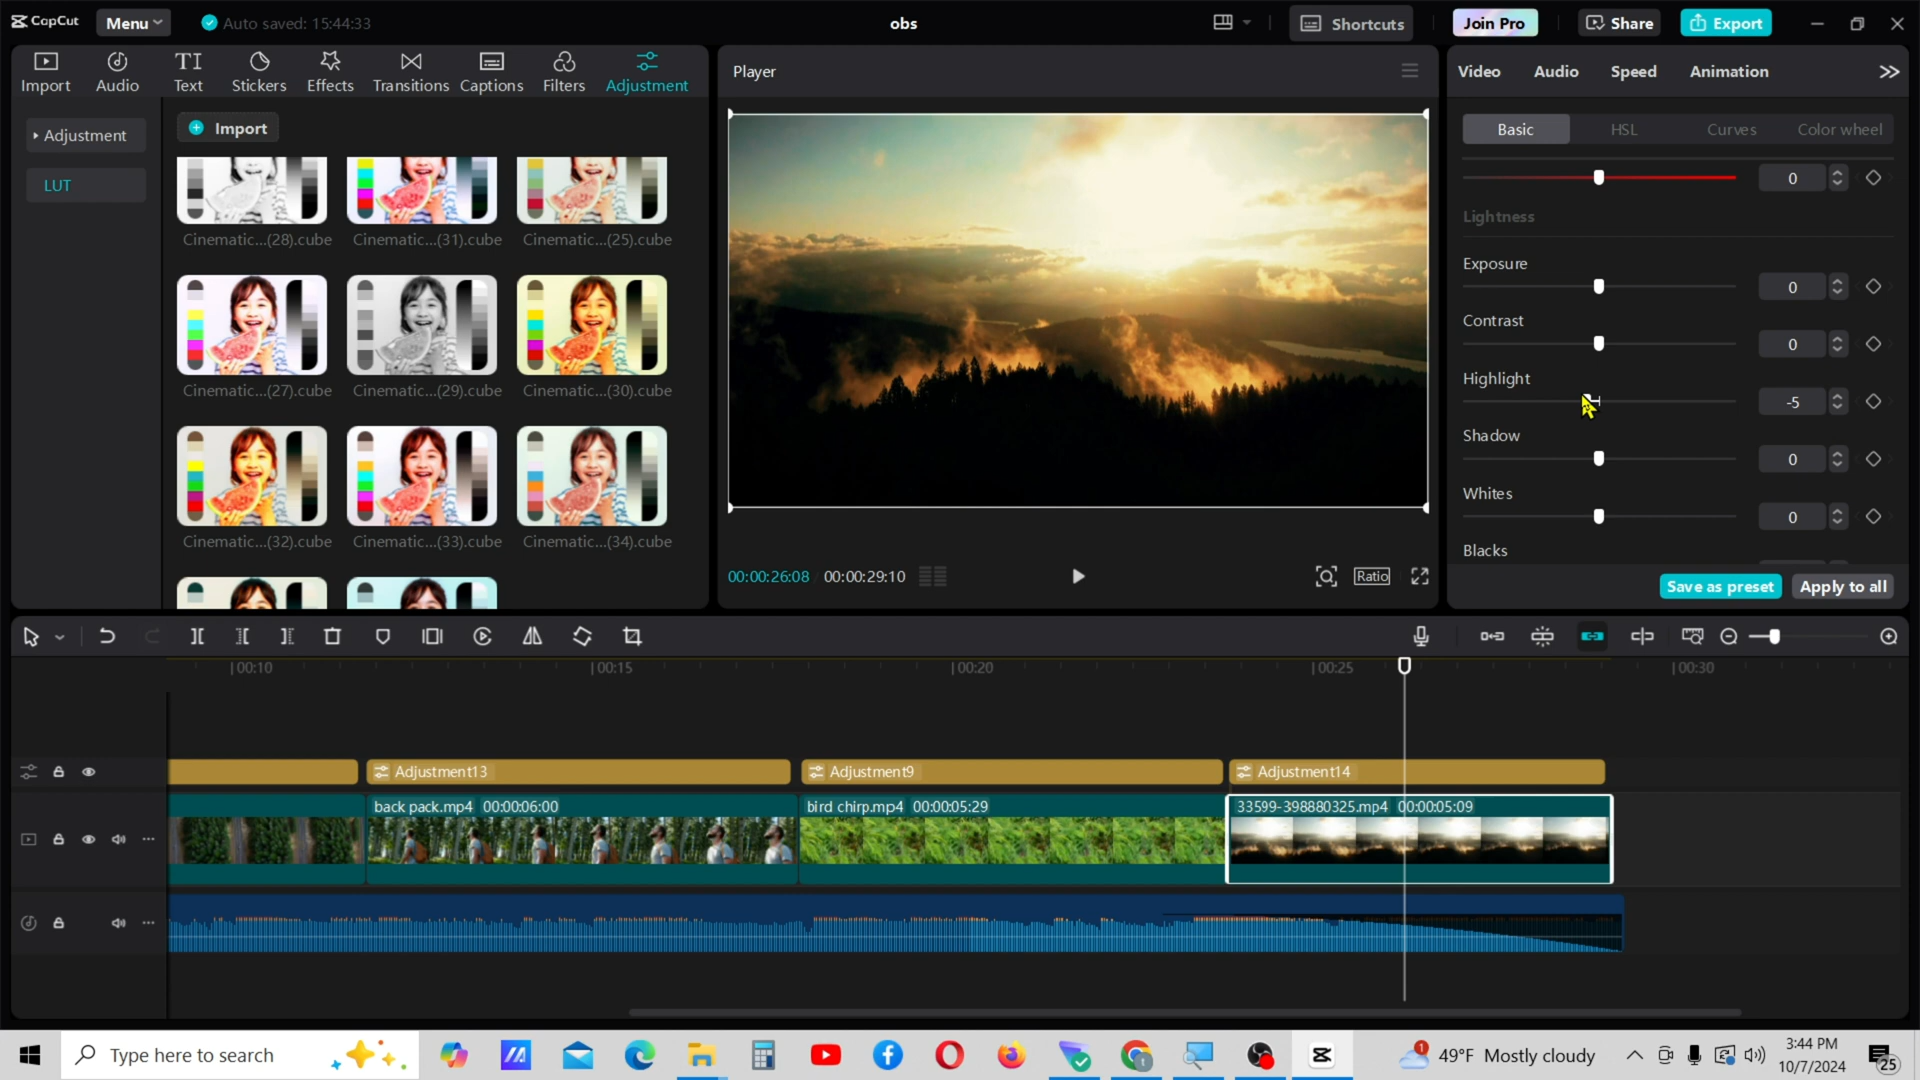 CapCut
Menu
Auto saved: 15:44:33
obs
Shortcuts
Join Pro
Share
Export
Import
Audio
TI
Text
Stickers
Effects
Transitions
Captions
Filters
Adjustment
Adjustment
LUT
Import
Cinematic...(28).cube
Cinematic...(31).cube
Cinematic...(25).cube
Cinematic...(27).cube
Cinematic...(29).cube
Cinematic...(30).cube
Cinematic...(32).cube
Cinematic...(33).cube
Cinematic...(34).cube
Player
00:00:26:08
00:00:29:10
Ratio
Video
Audio
Speed
Animation
Basic
HSL
Curves
Color wheel
0
Lightness
Exposure
0
Contrast
0
Highlight
-5
Shadow
0
Whites
0
Blacks
Save as preset
Apply to all
00:10
00:15
00:20
00:25
00:30
Adjustment13
Adjustment9
Adjustment14
back pack.mp4 00:00:06:00
bird chirp.mp4 00:00:05:29
33599-398880325.mp4 00:00:05:09
Type here to search
1
49°F Mostly cloudy
3:44 PM
10/7/2024
25